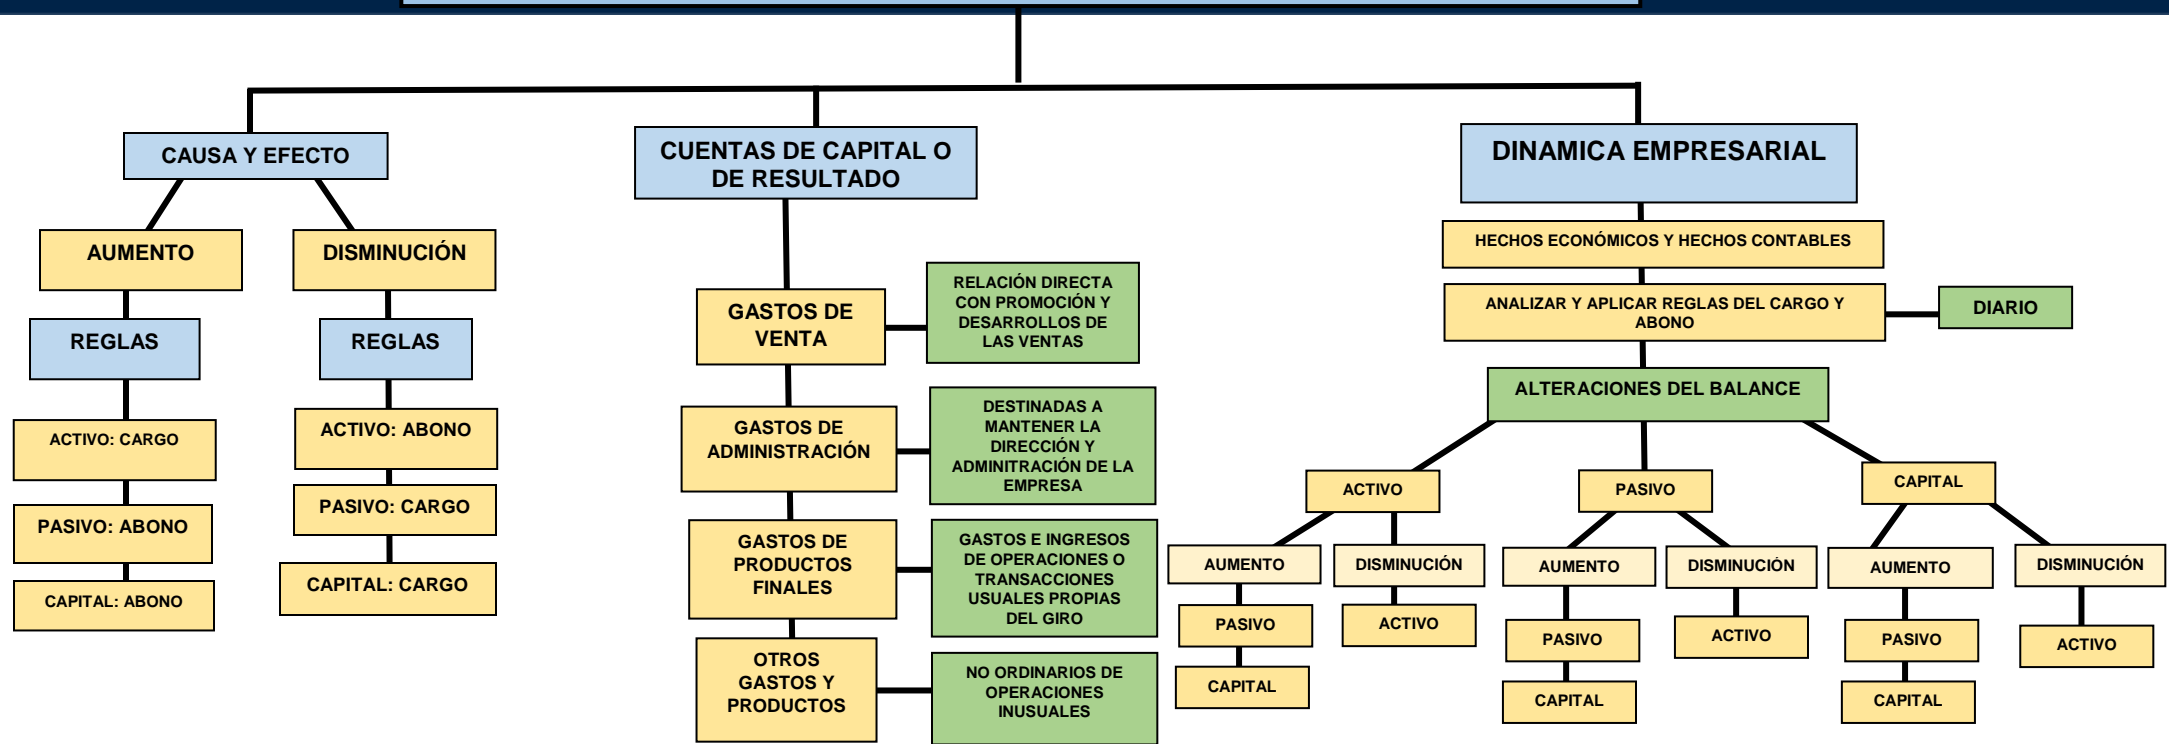 CAUSA Y EFECTO
AUMENTO
DISMINUCIÓN
REGLAS
REGLAS
ACTIVO: CARGO
PASIVO: ABONO
CAPITAL: ABONO
ACTIVO: ABONO
PASIVO: CARGO
CAPITAL: CARGO
CUENTAS DE CAPITAL O
DE RESULTADO
GASTOS DE
VENTA
RELACIÓN DIRECTA
CON PROMOCIÓN Y
DESARROLLOS DE
LAS VENTAS
GASTOS DE
ADMINISTRACIÓN
DESTINADAS A
MANTENER LA
DIRECCIÓN Y
ADMINITRACIÓN DE LA
EMPRESA
GASTOS DE
PRODUCTOS
FINALES
GASTOS E INGRESOS
DE OPERACIONES O
TRANSACCIONES
USUALES PROPIAS
DEL GIRO
OTROS
GASTOS Y
PRODUCTOS
NO ORDINARIOS DE
OPERACIONES
INUSUALES
DINAMICA EMPRESARIAL
HECHOS ECONÓMICOS Y HECHOS CONTABLES
ANALIZAR Y APLICAR REGLAS DEL CARGO Y
ABONO
DIARIO
ALTERACIONES DEL BALANCE
ACTIVO
PASIVO
CAPITAL
AUMENTO
DISMINUCIÓN
AUMENTO
DISMINUCIÓN
AUMENTO
DISMINUCIÓN
PASIVO
ACTIVO
PASIVO
ACTIVO
PASIVO
ACTIVO
CAPITAL
CAPITAL
CAPITAL